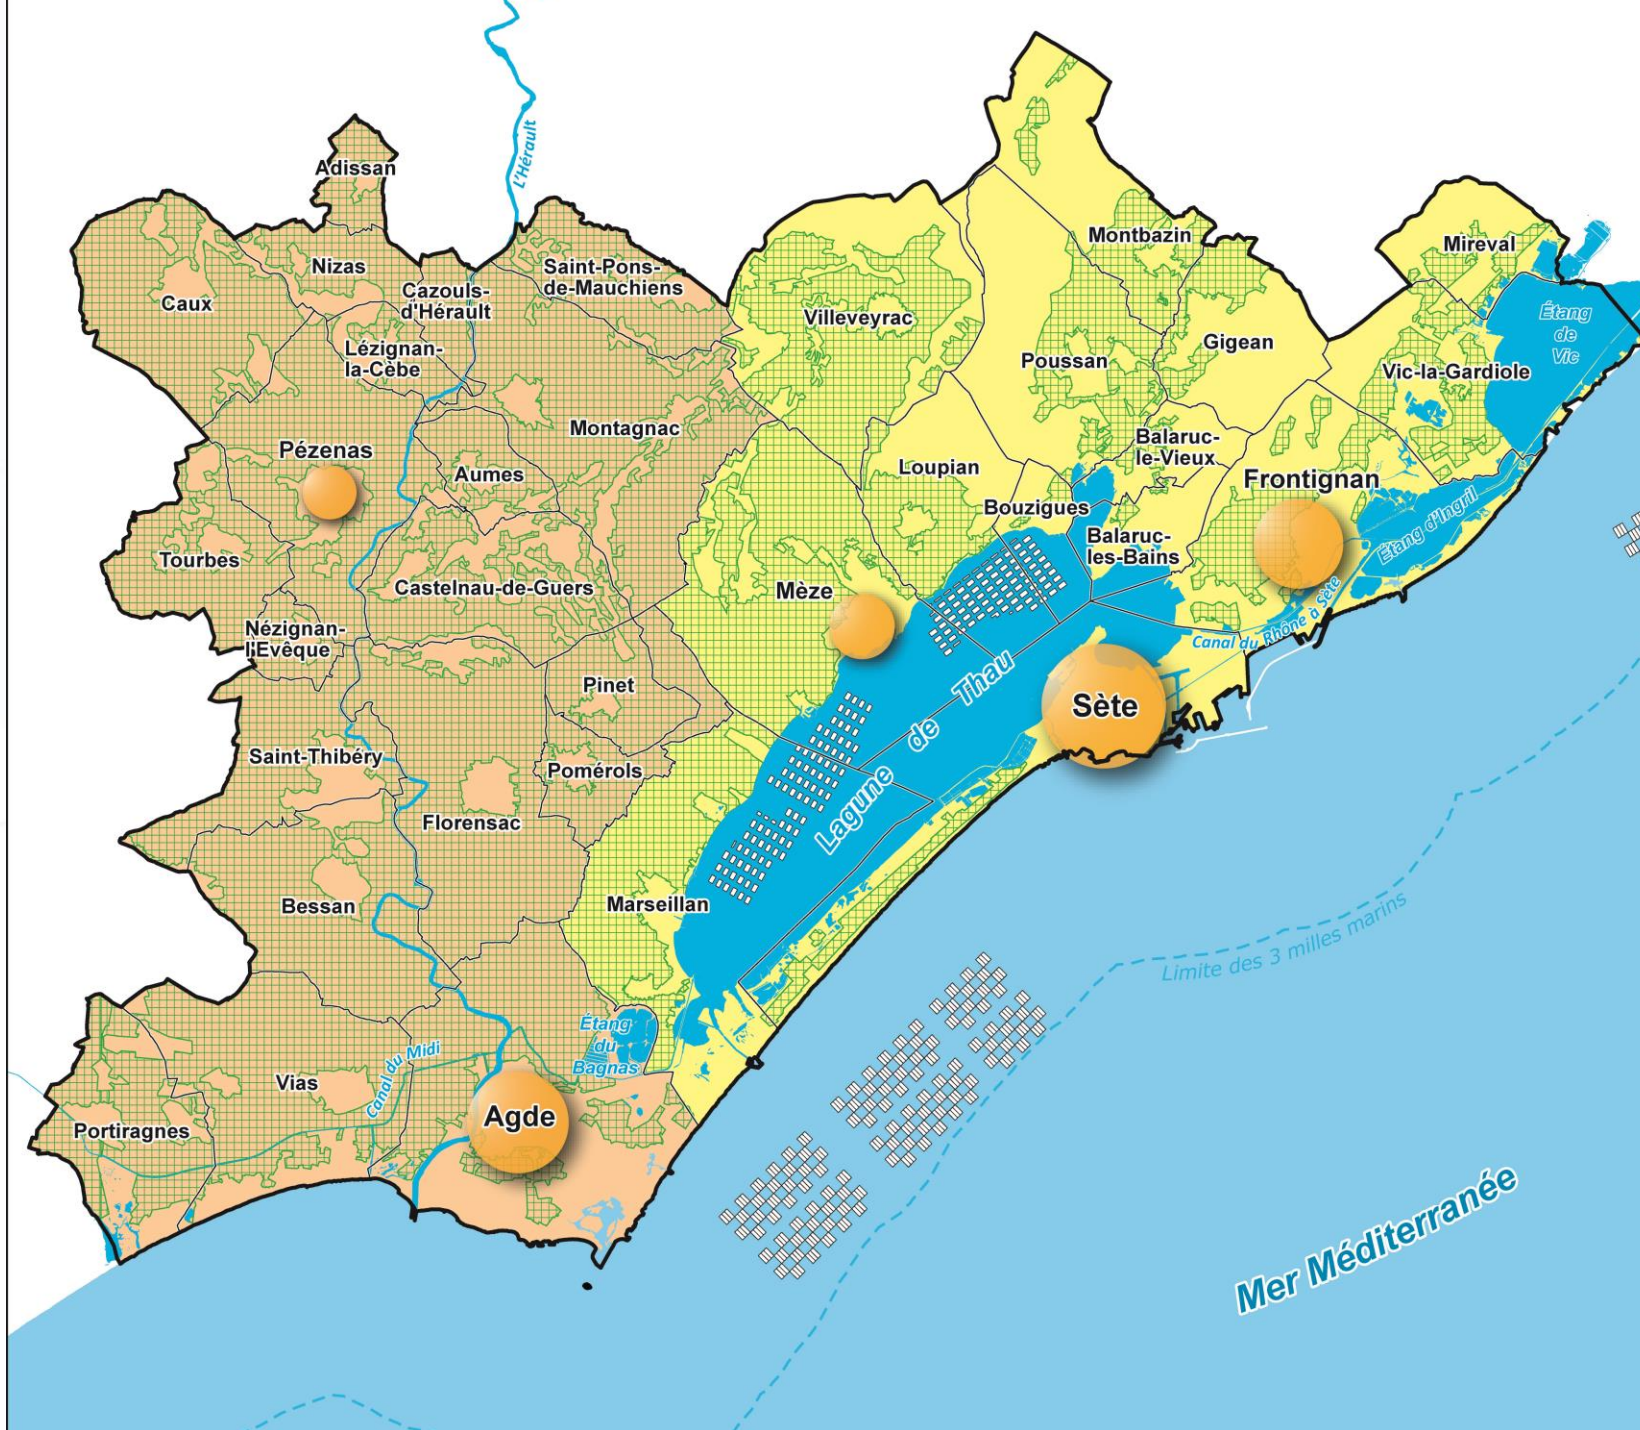 L'Hérault
Adissan
Mireval
Montbazin
Nizas
Saint-Pons-
de-Mauchiens
Cazouls-
d'Hérault
Caux
Villeveyrac
Étang
de
Vic
Gigean
Lézignan-
la-Cèbe
Poussan
Vic-la-Gardiole
Montagnac
Balaruc-
le-Vieux
Pézenas
Aumes
Loupian
Frontignan
Bouzigues
Étang d'Ingril
Balaruc-
les-Bains
Tourbes
Castelnau-de-Guers
Mèze
Canal du Rhône à Sète
Nézignan-
l'Evêque
Pinet
Sète
Lagune de Thau
Saint-Thibéry
Pomérols
Florensac
Bessan
Marseillan
Limite des 3 milles marins
Étang
du
Bagnas
Canal du Midi
Vias
Agde
Portiragnes
Mer Méditerranée